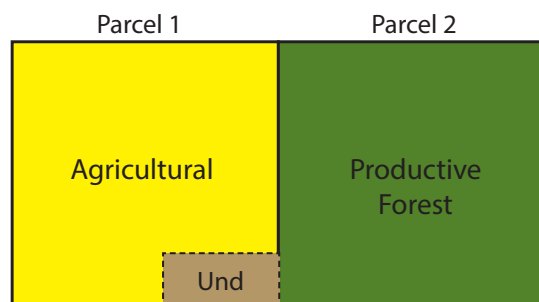 Parcel 1
Parcel 2
Agricultural
Productive
Forest
Und